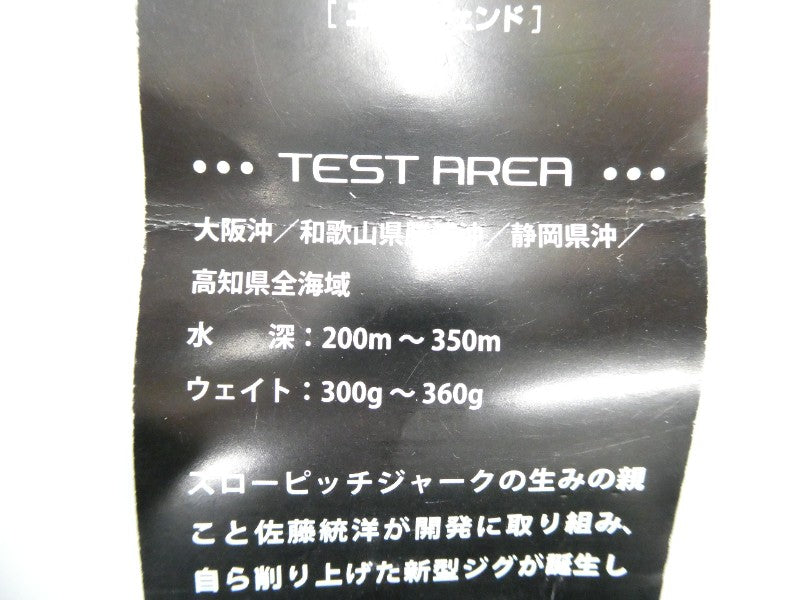 ェンド]
••• TEST AREA •••
大阪沖／和歌山県沖／静岡県沖／
高知県全海域
水 深：200m～350m
ウェイト：300g～360g
スローピッチジャークの生みの親
こと佐藤統洋が開発に取り組み、
自ら削り上げた新型ジグが誕生し